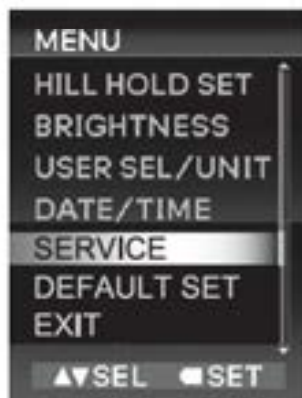 MENU
HILL HOLD SET
BRIGHTNESS
USER SEL/UNIT
DATE/TIME
SERVICE
DEFAULT SET
EXIT
▲▼SEL ◀SET